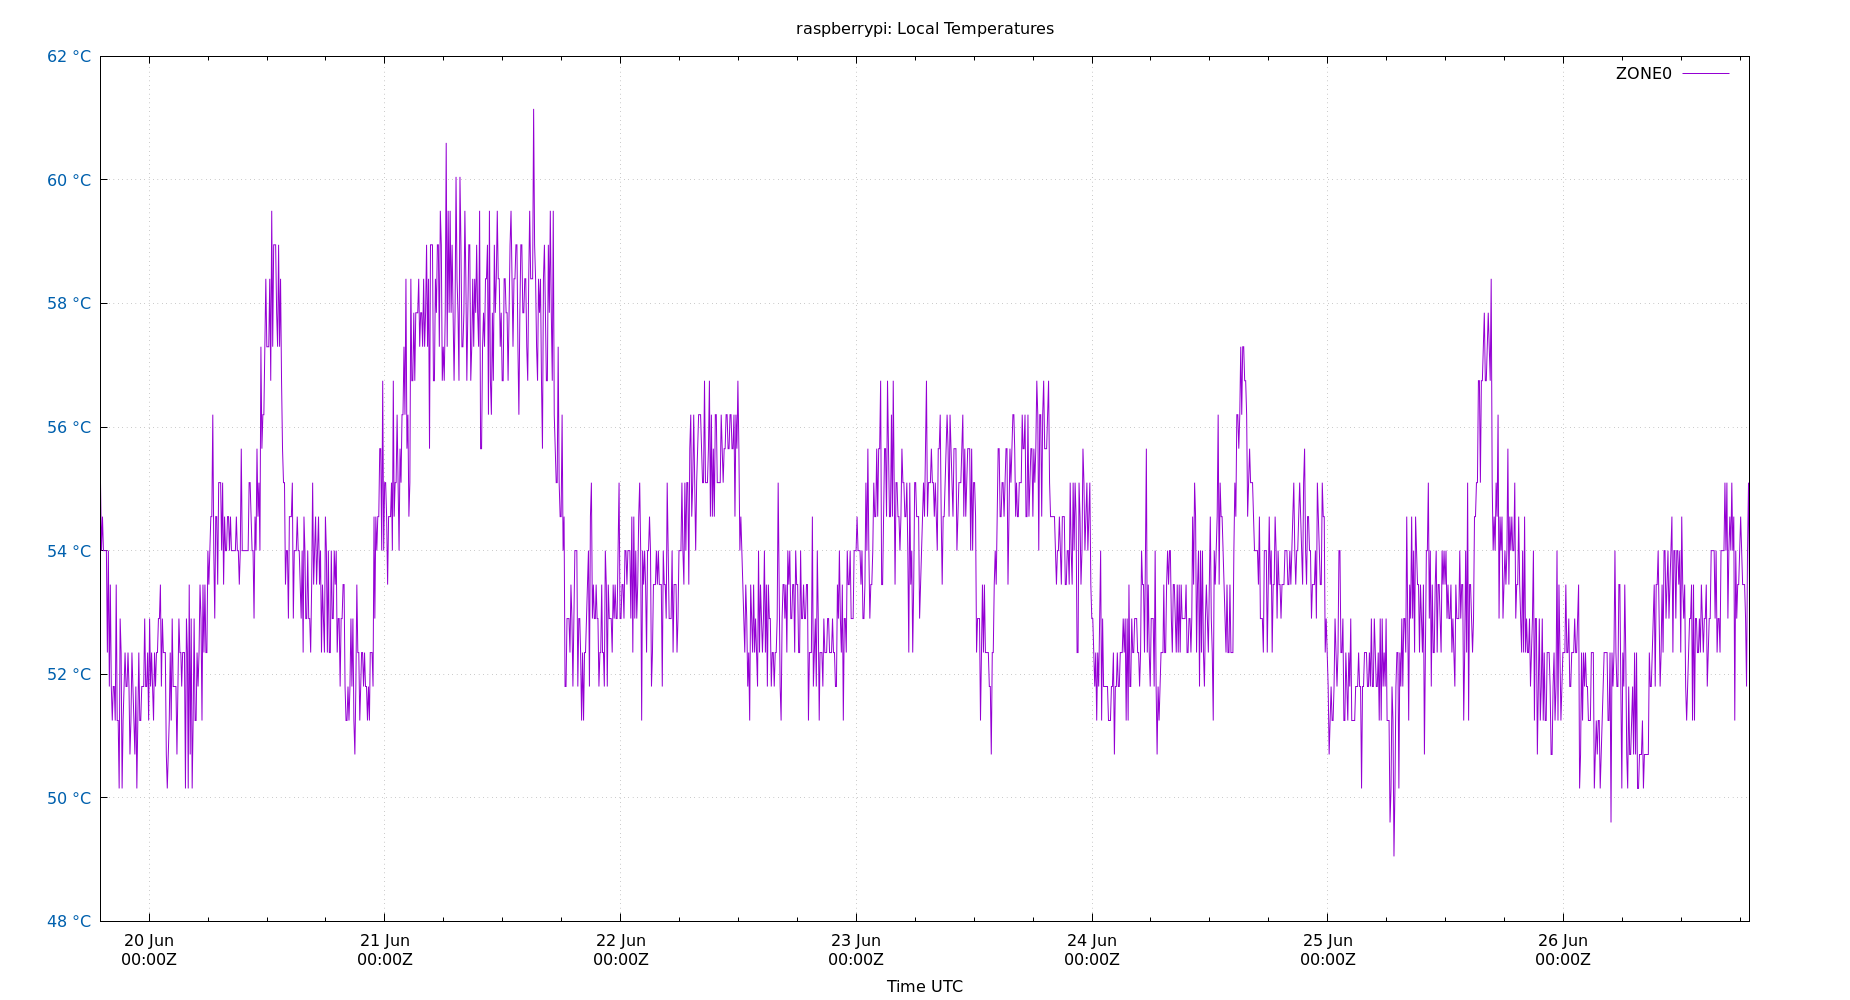 raspberrypi: Local Temperatures
62 °C
ZONE0
60 °C
58 °C
56 °C
54 °C
52 °C
50 °C
48 °C
20 Jun 21 Jun 22 Jun 23 Jun 24 Jun 25 Jun 26 Jun
00:00Z 00:00Z 00:00Z 00:00Z 00:00Z 00:00Z 00:00Z
Time UTC